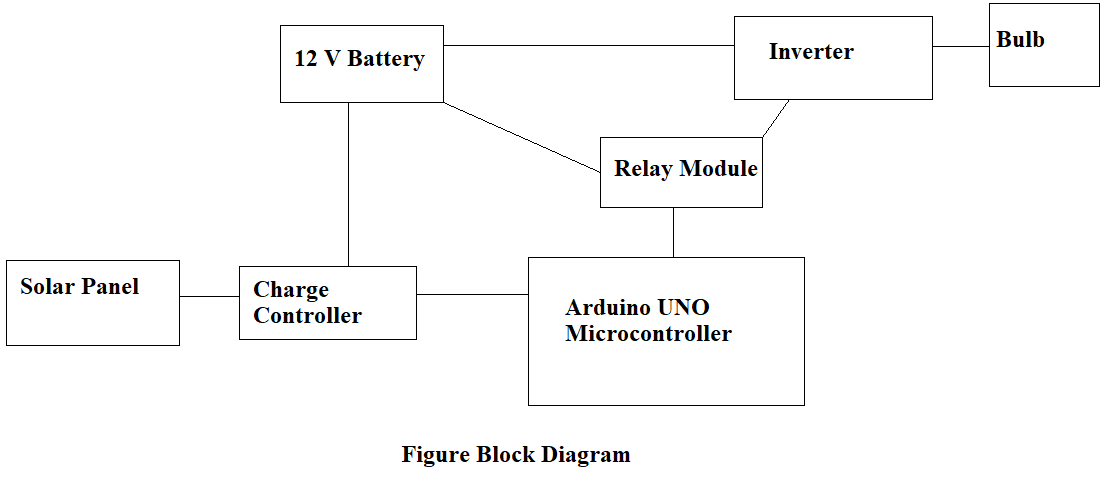 12 V Battery
Inverter
Bulb
Relay Module
Solar Panel
Charge
Controller
Arduino UNO
Microcontroller
Figure Block Diagram